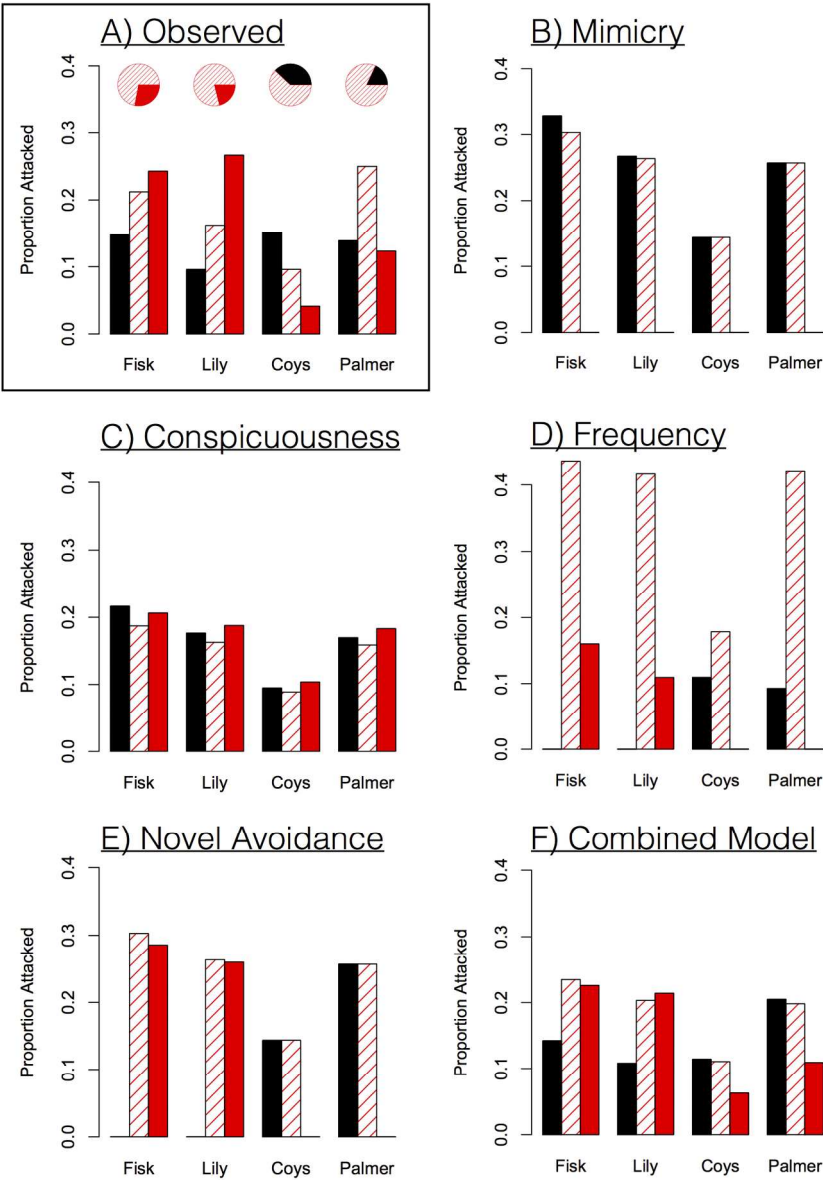 A) Observed
Proportion Attacked
0.4
0.3
0.2
0.1
0.0
Fisk Lily Coys Palmer
B) Mimicry
Proportion Attacked
0.4
0.3
0.2
0.1
0.0
Fisk Lily Coys Palmer
C) Conspicuousness
Proportion Attacked
0.4
0.3
0.2
0.1
0.0
Fisk Lily Coys Palmer
D) Frequency
Proportion Attacked
0.4
0.3
0.2
0.1
0.0
Fisk Lily Coys Palmer
E) Novel Avoidance
Proportion Attacked
0.4
0.3
0.2
0.1
0.0
Fisk Lily Coys Palmer
F) Combined Model
Proportion Attacked
0.4
0.3
0.2
0.1
0.0
Fisk Lily Coys Palmer